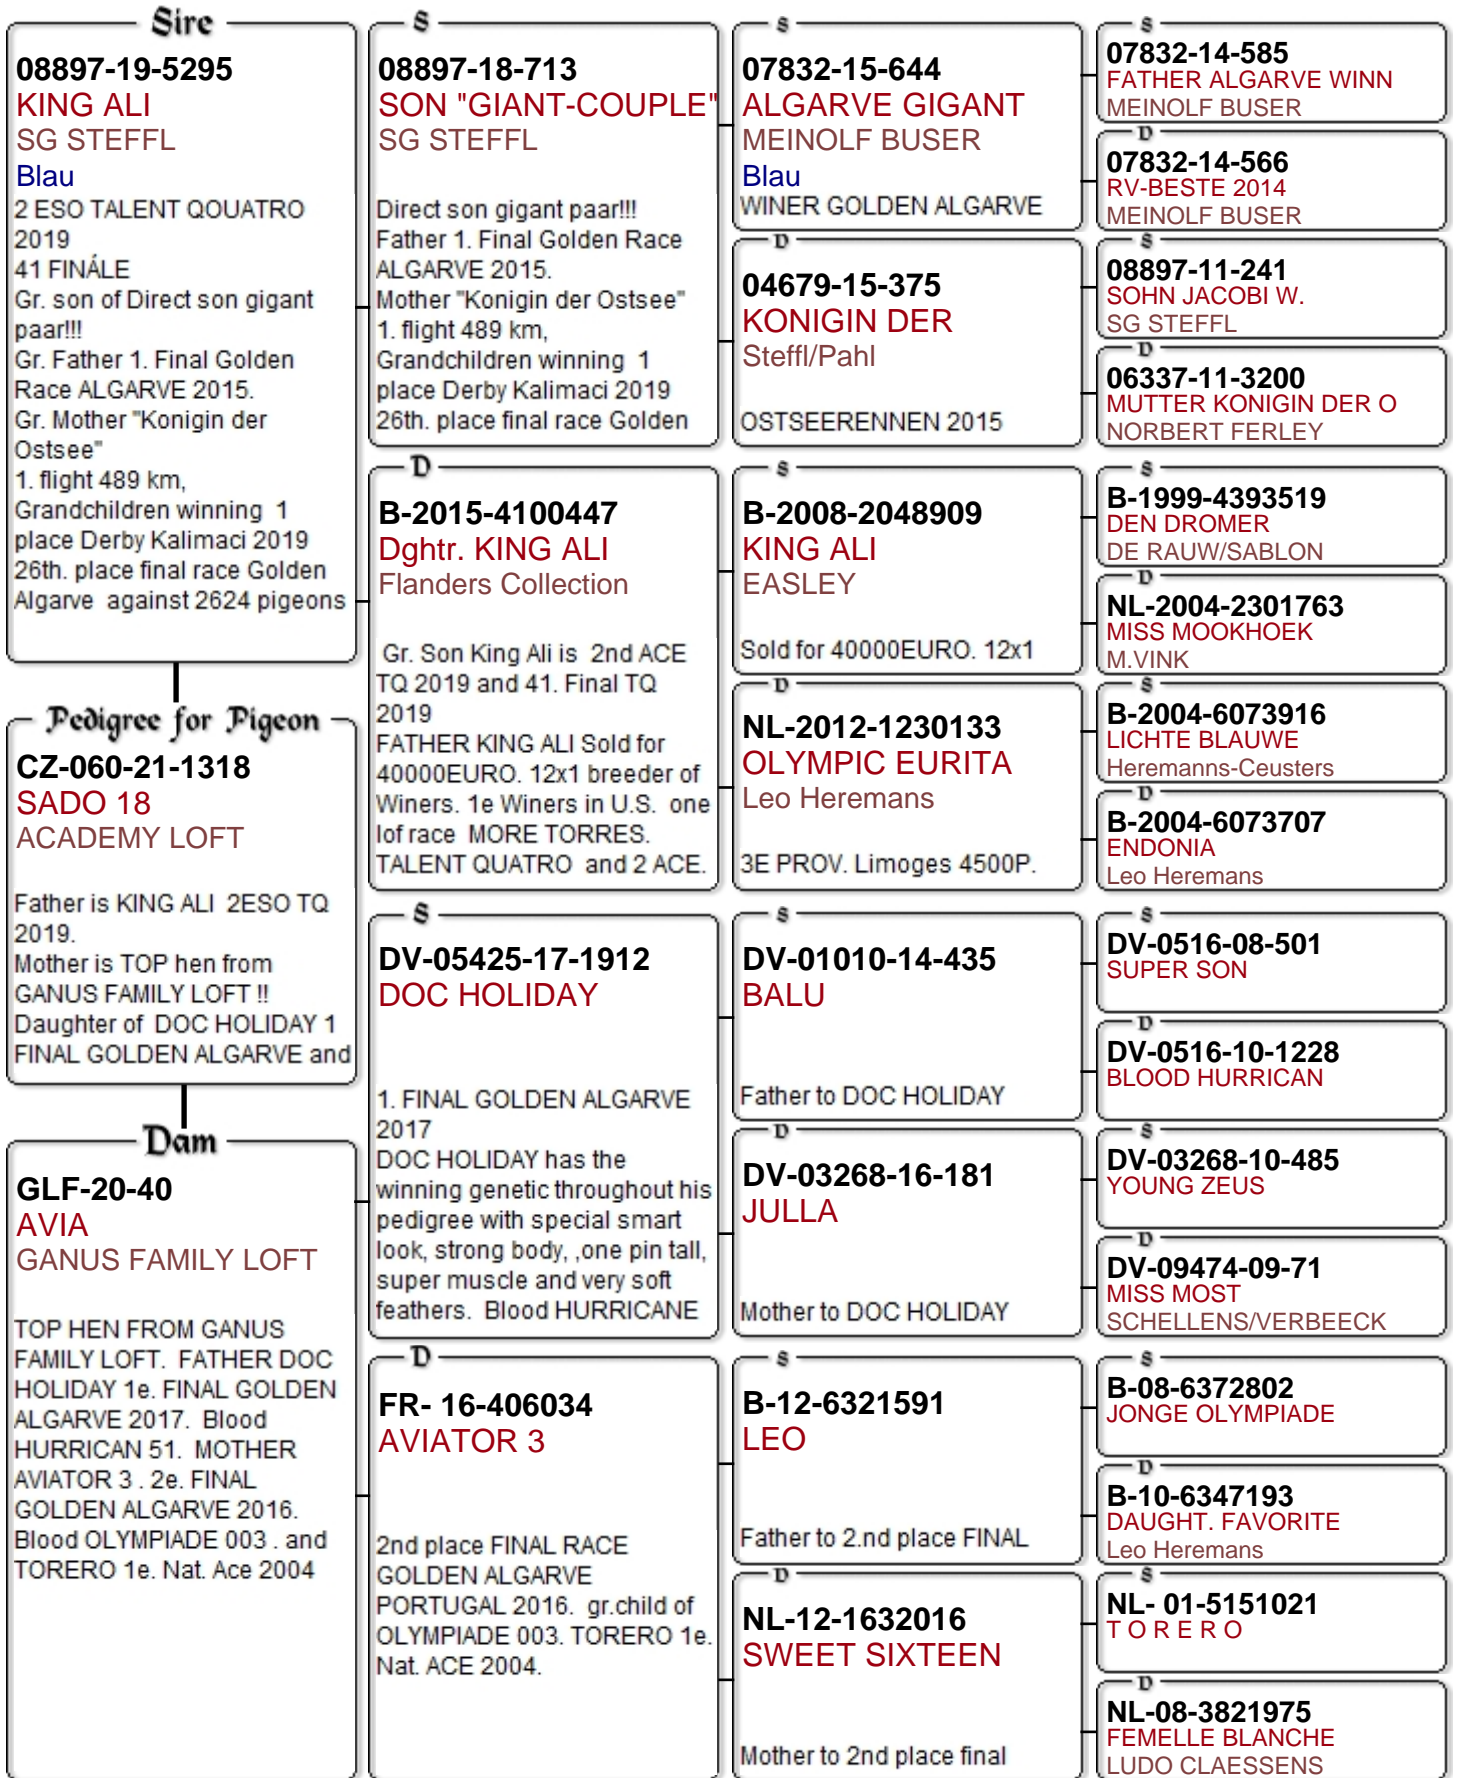 Sire
08897-19-5295
KING ALI
SG STEFFL
Blau
2 ESO TALENT QOUATRO
2019
41 FINÁLE
Gr. son of Direct son gigant
paar!!!
Gr. Father 1. Final Golden
Race ALGARVE 2015.
Gr. Mother "Konigin der
Ostsee"
1. flight 489 km,
Grandchildren winning 1
place Derby Kalimaci 2019
26th. place final race Golden
Algarve against 2624 pigeons
Pedigree for Pigeon
CZ-060-21-1318
SADO 18
ACADEMY LOFT
Father is KING ALI 2ESO TQ
2019.
Mother is TOP hen from
GANUS FAMILY LOFT !!
Daughter of DOC HOLIDAY 1
FINAL GOLDEN ALGARVE and
Dam
GLF-20-40
AVIA
GANUS FAMILY LOFT
TOP HEN FROM GANUS
FAMILY LOFT. FATHER DOC
HOLIDAY 1e. FINAL GOLDEN
ALGARVE 2017. Blood
HURRICAN 51. MOTHER
AVIATOR 3 . 2e. FINAL
GOLDEN ALGARVE 2016.
Blood OLYMPIADE 003 . and
TORERO 1e. Nat. Ace 2004
S
08897-18-713
SON "GIANT-COUPLE"
SG STEFFL
Direct son gigant paar!!!
Father 1. Final Golden Race
ALGARVE 2015.
Mother "Konigin der Ostsee"
1. flight 489 km,
Grandchildren winning 1
place Derby Kalimaci 2019
26th. place final race Golden
D
B-2015-4100447
Dghtr. KING ALI
Flanders Collection
Gr. Son King Ali is 2nd ACE
TQ 2019 and 41. Final TQ
2019
FATHER KING ALI Sold for
40000EURO. 12x1 breeder of
Winers. 1e Winers in U.S. one
lof race MORE TORRES.
TALENT QUATRO and 2 ACE.
S
DV-05425-17-1912
DOC HOLIDAY
1. FINAL GOLDEN ALGARVE
2017
DOC HOLIDAY has the
winning genetic throughout his
pedigree with special smart
look, strong body, ,one pin tall,
super muscle and very soft
feathers. Blood HURRICANE
D
FR- 16-406034
AVIATOR 3
2nd place FINAL RACE
GOLDEN ALGARVE
PORTUGAL 2016. gr.child of
OLYMPIADE 003. TORERO 1e.
Nat. ACE 2004.
S
07832-15-644
ALGARVE GIGANT
MEINOLF BUSER
Blau
WINER GOLDEN ALGARVE
D
04679-15-375
KONIGIN DER
Steffl/Pahl
OSTSEERENNEN 2015
S
B-2008-2048909
KING ALI
EASLEY
Sold for 40000EURO. 12x1
D
NL-2012-1230133
OLYMPIC EURITA
Leo Heremans
3E PROV. Limoges 4500P.
S
DV-01010-14-435
BALU
Father to DOC HOLIDAY
D
DV-03268-16-181
JULLA
Mother to DOC HOLIDAY
S
B-12-6321591
LEO
Father to 2.nd place FINAL
D
NL-12-1632016
SWEET SIXTEEN
Mother to 2nd place final
S
07832-14-585
FATHER ALGARVE WINN
MEINOLF BUSER
D
07832-14-566
RV-BESTE 2014
MEINOLF BUSER
S
08897-11-241
SOHN JACOBI W.
SG STEFFL
D
06337-11-3200
MUTTER KONIGIN DER O
NORBERT FERLEY
S
B-1999-4393519
DEN DROMER
DE RAUW/SABLON
D
NL-2004-2301763
MISS MOOKHOEK
M.VINK
S
B-2004-6073916
LICHTE BLAUWE
Heremanns-Ceusters
D
B-2004-6073707
ENDONIA
Leo Heremans
S
DV-0516-08-501
SUPER SON
D
DV-0516-10-1228
BLOOD HURRICAN
S
DV-03268-10-485
YOUNG ZEUS
D
DV-09474-09-71
MISS MOST
SCHELLENS/VERBEECK
S
B-08-6372802
JONGE OLYMPIADE
D
B-10-6347193
DAUGHT. FAVORITE
Leo Heremans
S
NL- 01-5151021
T O R E R O
D
NL-08-3821975
FEMELLE BLANCHE
LUDO CLAESSENS